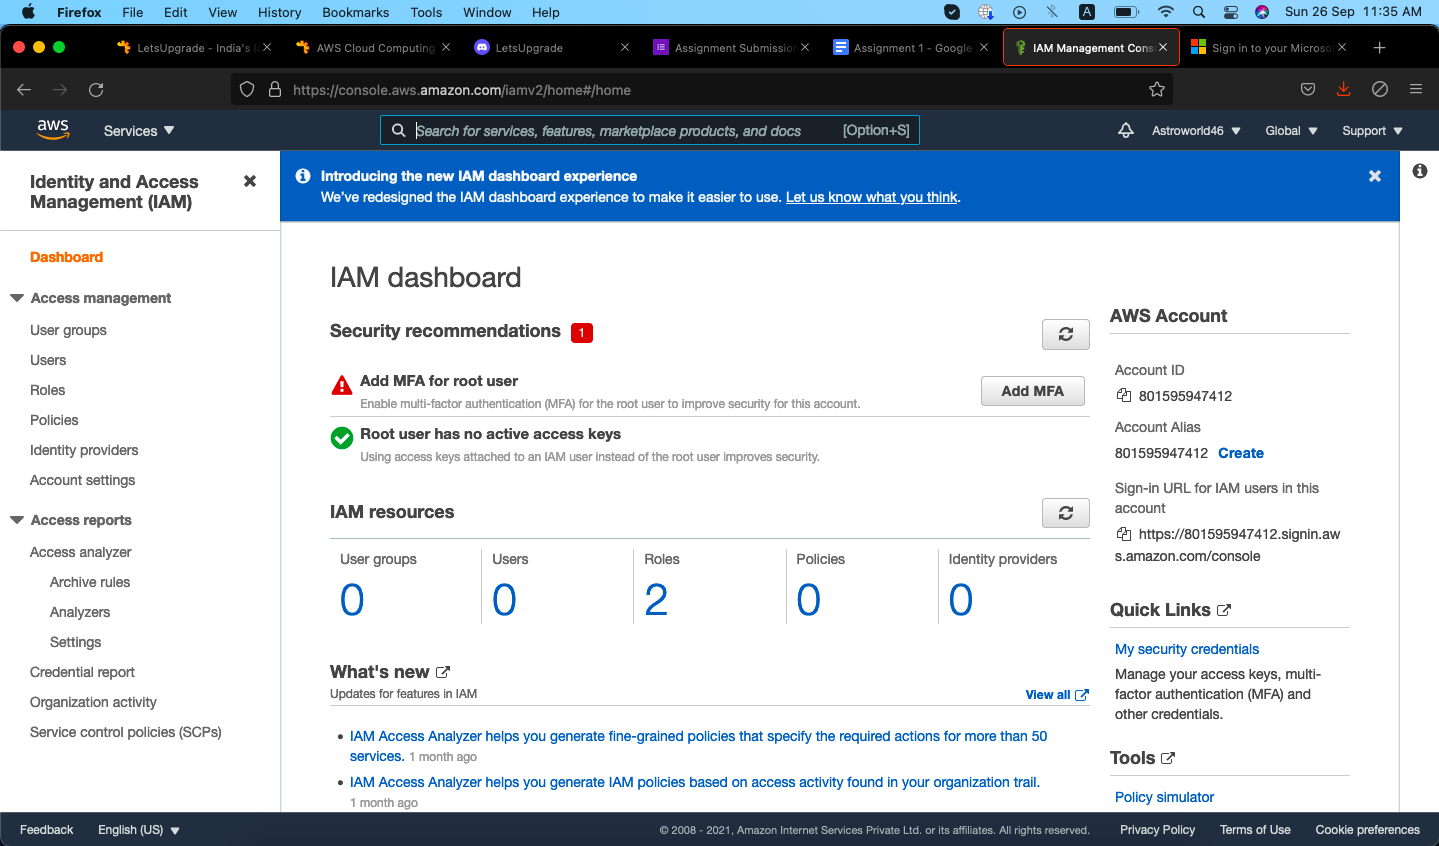 Firefox File Edit View History Bookmarks Tools Window Help A Sun 26 Sep 11:35 AM
LetsUpgrade - India's AWS Cloud Computing LetsUpgrade Assignment Submission Assignment 1 - Google IAM Management Cons Sign in to your Microso
https://console.aws.amazon.com/iamv2/home#/home
aws Services Search for services, features, marketplace products, and docs [Option+S] Astroworld46 Global Support
Identity and Access
Management (IAM)
Dashboard
Access management
User groups
Users
Roles
Policies
Identity providers
Account settings
Access reports
Access analyzer
Archive rules
Analyzers
Settings
Credential report
Organization activity
Service control policies (SCPs)
Introducing the new IAM dashboard experience
We've redesigned the IAM dashboard experience to make it easier to use. Let us know what you think.
IAM dashboard
Security recommendations 1
Add MFA for root user
Enable multi-factor authentication (MFA) for the root user to improve security for this account.
Add MFA
Root user has no active access keys
Using access keys attached to an IAM user instead of the root user improves security.
IAM resources
User groups Users Roles Policies Identity providers
0 0 2 0 0
What's new
Updates for features in IAM
View all
• IAM Access Analyzer helps you generate fine-grained policies that specify the required actions for more than 50
services. 1 month ago
• IAM Access Analyzer helps you generate IAM policies based on access activity found in your organization trail.
1 month ago
AWS Account
Account ID
801595947412
Account Alias
801595947412 Create
Sign-in URL for IAM users in this
account
https://801595947412.signin.aw
s.amazon.com/console
Quick Links
My security credentials
Manage your access keys, multi-
factor authentication (MFA) and
other credentials.
Tools
Policy simulator
Feedback English (US) © 2008 - 2021, Amazon Internet Services Private Ltd. or its affiliates. All rights reserved. Privacy Policy Terms of Use Cookie preferences